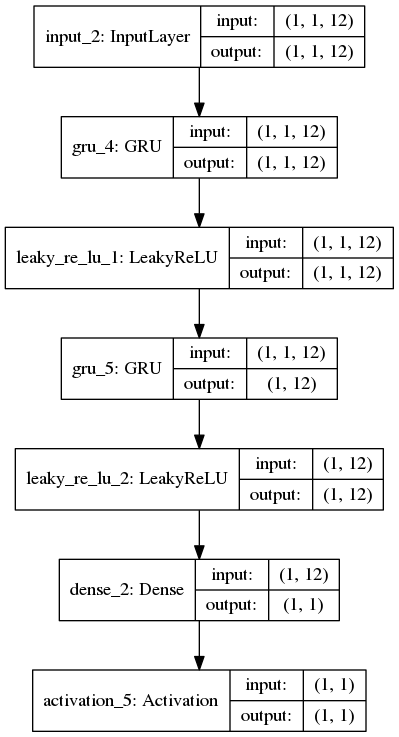 input_2: InputLayer
input: (1, 1, 12)
output: (1, 1, 12)
gru_4: GRU
input: (1, 1, 12)
output: (1, 1, 12)
leaky_re_lu_1: LeakyReLU
input: (1, 1, 12)
output: (1, 1, 12)
gru_5: GRU
input: (1, 1, 12)
output: (1, 12)
leaky_re_lu_2: LeakyReLU
input: (1, 12)
output: (1, 12)
dense_2: Dense
input: (1, 12)
output: (1, 1)
activation_5: Activation
input: (1, 1)
output: (1, 1)